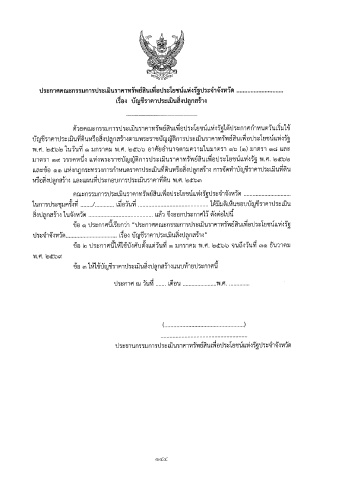 ประกาศคณะกรรมการประเมินราคาทรัพย์สินเพื่อประโยชน์แห่งรัฐประจำจังหวัด ............................
เรื่อง บัญชีราคาประเมินสิ่งปลูกสร้าง
ด้วยคณะกรรมการประเมินราคาทรัพย์สินเพื่อประโยชน์แห่งรัฐได้ประกาศกำหนดวันเริ่มใช้
บัญชีราคาประเมินที่ดินหรือสิ่งปลูกสร้างตามพระราชบัญญัติการประเมินราคาทรัพย์สินเพื่อประโยชน์แห่งรัฐ
พ.ศ. ๒๕๖๒ ในวันที่ ๑ มกราคม พ.ศ. ๒๕๖๖ อาศัยอำนาจตามความในมาตรา ๑๖ (๑) มาตรา ๑๘ และ
มาตรา ๑๙ วรรคหนึ่ง แห่งพระราชบัญญัติการประเมินราคาทรัพย์สินเพื่อประโยชน์แห่งรัฐ พ.ศ. ๒๕๖๒
และข้อ ๑๓ แห่งกฎกระทรวงการกำหนดราคาประเมินที่ดินหรือสิ่งปลูกสร้าง การจัดทำบัญชีราคาประเมินที่ดิน
หรือสิ่งปลูกสร้าง และแผนที่ประกอบการประเมินราคาที่ดิน พ.ศ. ๒๕๖๓
คณะกรรมการประเมินราคาทรัพย์สินเพื่อประโยชน์แห่งรัฐประจำจังหวัด ............................
ในการประชุมครั้งที่ ......../............ เมื่อวันที่ ........................................ ได้มีมติเห็นชอบบัญชีราคาประเมิน
สิ่งปลูกสร้าง ในจังหวัด .................................... แล้ว จึงออกประกาศไว้ ดังต่อไปนี้
ข้อ ๑ ประกาศนี้เรียกว่า "ประกาศคณะกรรมการประเมินราคาทรัพย์สินเพื่อประโยชน์แห่งรัฐ
ประจำจังหวัด............................ เรื่อง บัญชีราคาประเมินสิ่งปลูกสร้าง"
ข้อ ๒ ประกาศนี้ให้ใช้บังคับตั้งแต่วันที่ ๑ มกราคม พ.ศ. ๒๕๖๖ จนถึงวันที่ ๓๑ ธันวาคม
พ.ศ. ๒๕๖๙
ข้อ ๓ ให้ใช้บัญชีราคาประเมินสิ่งปลูกสร้างแนบท้ายประกาศนี้
ประกาศ ณ วันที่ ....... เดือน ....................พ.ศ. ............
(............................................)
............................................
ประธานกรรมการประเมินราคาทรัพย์สินเพื่อประโยชน์แห่งรัฐประจำจังหวัด